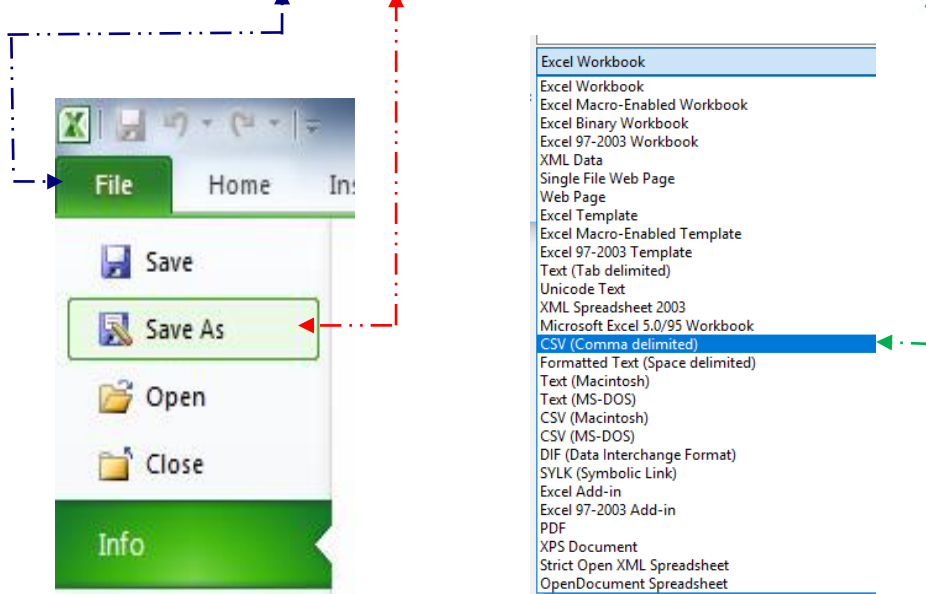 File Home Ins
Save
Save As
Open
Close
Info
Excel Workbook
Excel Workbook
Excel Macro-Enabled Workbook
Excel Binary Workbook
Excel 97-2003 Workbook
XML Data
Single File Web Page
Web Page
Excel Template
Excel Macro-Enabled Template
Excel 97-2003 Template
Text (Tab delimited)
Unicode Text
XML Spreadsheet 2003
Microsoft Excel 5.0/95 Workbook
CSV (Comma delimited)
Formatted Text (Space delimited)
Text (Macintosh)
Text (MS-DOS)
CSV (Macintosh)
CSV (MS-DOS)
DIF (Data Interchange Format)
SYLK (Symbolic Link)
Excel Add-in
Excel 97-2003 Add-in
PDF
XPS Document
Strict Open XML Spreadsheet
OpenDocument Spreadsheet